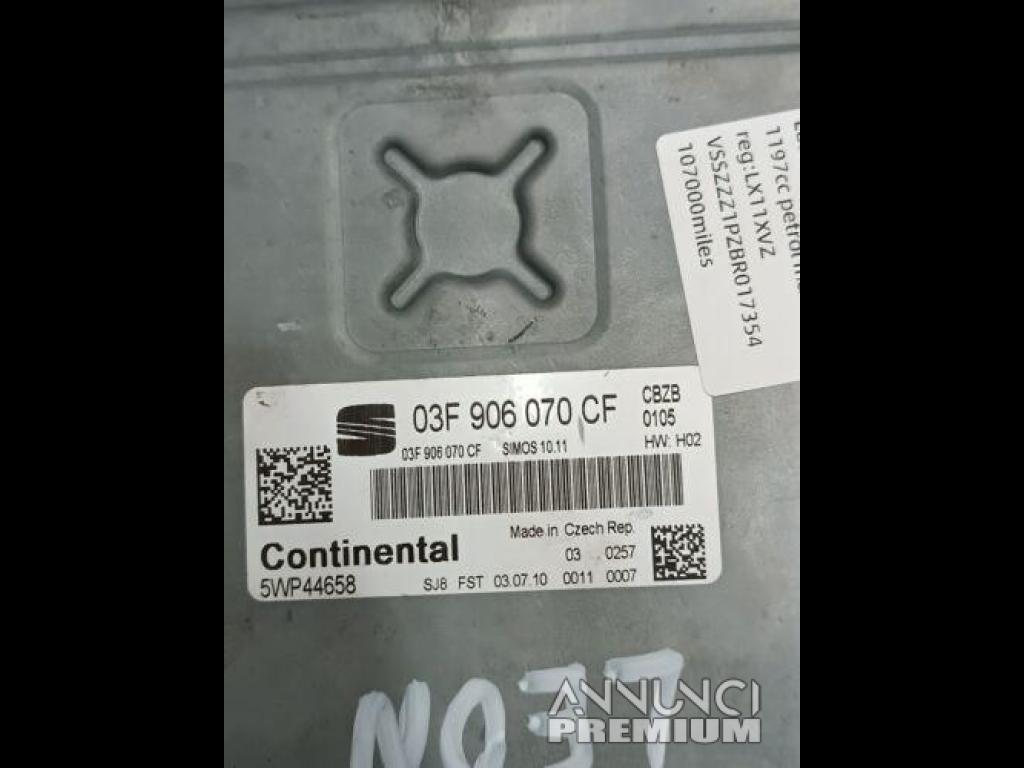 1197cc petrol
reg:LX11XVZ
VSSZZZ1PZBR017354
107000miles
03F 906 070 CF
CBZB
0105
03F 906 070 CF SIMOS 10.11
HW: H02
Made in Czech Rep.
Continental
03 0257
5WP44658
SJ8 FST 03.07.10 0011 0007
LEON
ANNUNCI
PREMIUM